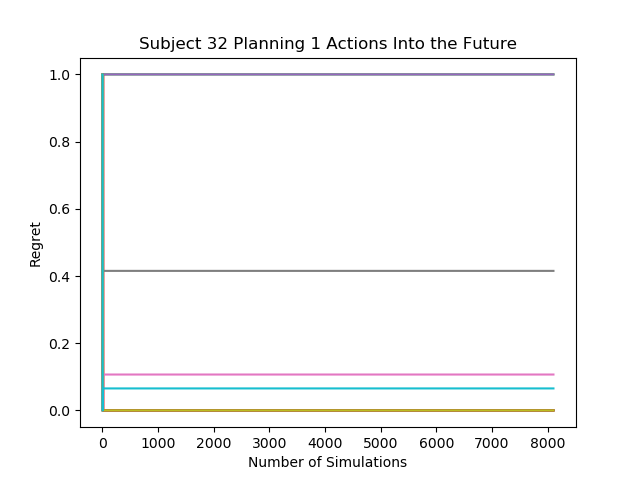 Subject 32 Planning 1 Actions Into the Future
1.0
0.8
0.6
0.4
0.2
0.0
Regret
0 1000 2000 3000 4000 5000 6000 7000 8000
Number of Simulations